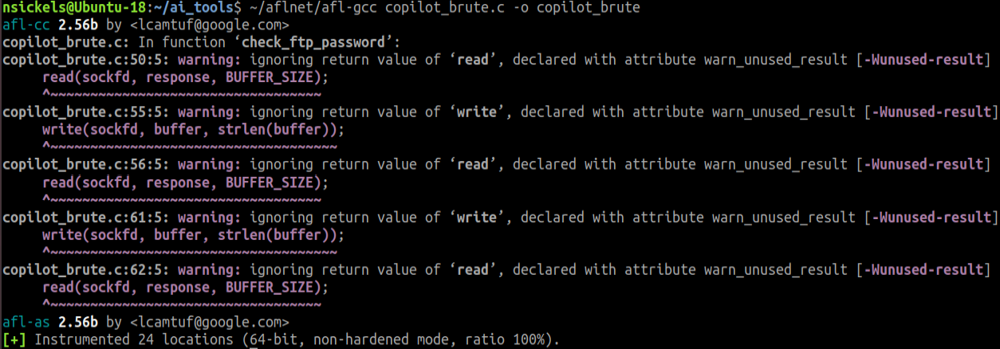 nsickels@Ubuntu-18:~/ai_tools$ ~/aflnet/afl-gcc copilot_brute.c -o copilot_brute
afl-cc 2.56b by <lcamtuf@google.com>
copilot_brute.c: In function ‘check_ftp_password’:
copilot_brute.c:50:5: warning: ignoring return value of ‘read’, declared with attribute warn_unused_result [-Wunused-result]
     read(sockfd, response, BUFFER_SIZE);
     ^~~~~~~~~~~~~~~~~~~~~~~~~~~~~~~~~~~
copilot_brute.c:55:5: warning: ignoring return value of ‘write’, declared with attribute warn_unused_result [-Wunused-result]
     write(sockfd, buffer, strlen(buffer));
     ^~~~~~~~~~~~~~~~~~~~~~~~~~~~~~~~~~~~~
copilot_brute.c:56:5: warning: ignoring return value of ‘read’, declared with attribute warn_unused_result [-Wunused-result]
     read(sockfd, response, BUFFER_SIZE);
     ^~~~~~~~~~~~~~~~~~~~~~~~~~~~~~~~~~~
copilot_brute.c:61:5: warning: ignoring return value of ‘write’, declared with attribute warn_unused_result [-Wunused-result]
     write(sockfd, buffer, strlen(buffer));
     ^~~~~~~~~~~~~~~~~~~~~~~~~~~~~~~~~~~~~
copilot_brute.c:62:5: warning: ignoring return value of ‘read’, declared with attribute warn_unused_result [-Wunused-result]
     read(sockfd, response, BUFFER_SIZE);
     ^~~~~~~~~~~~~~~~~~~~~~~~~~~~~~~~~~~
afl-as 2.56b by <lcamtuf@google.com>
[+] Instrumented 24 locations (64-bit, non-hardened mode, ratio 100%).